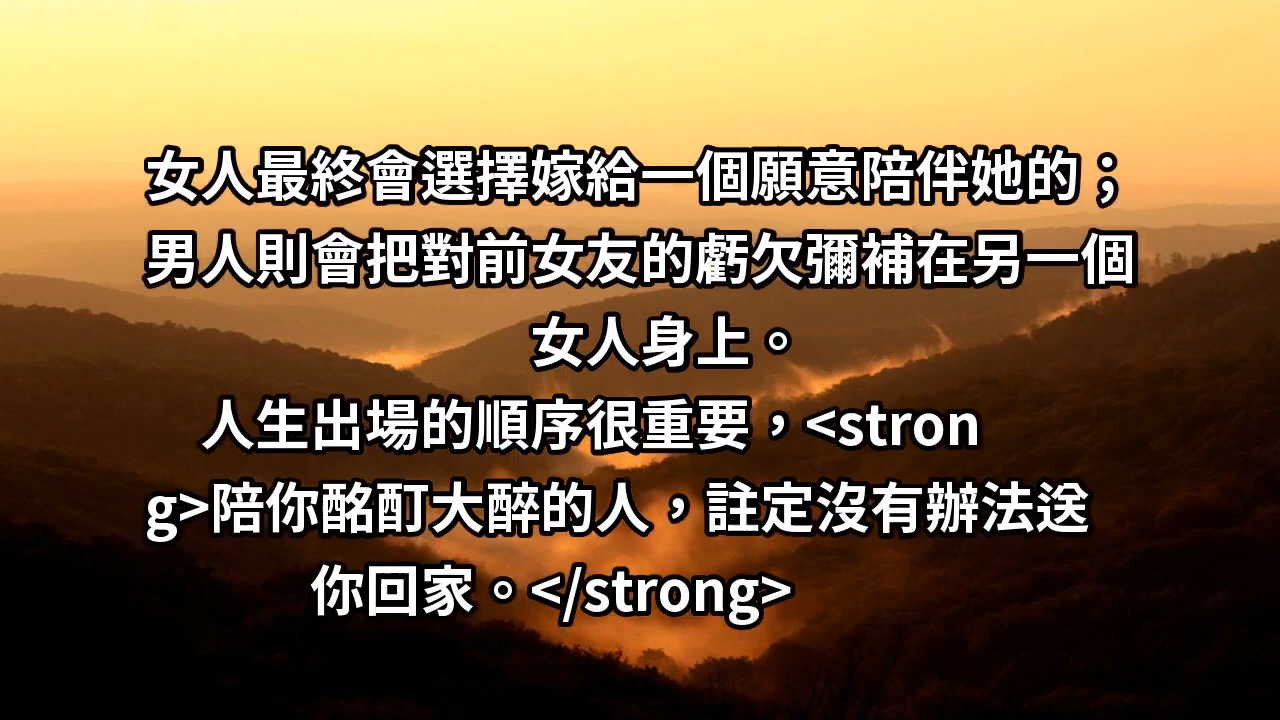 女人最終會選擇嫁給一個願意陪伴她的；
男人則會把對前女友的虧欠彌補在另一個
女人身上。
人生出場的順序很重要，<stron
g>陪你酩酊大醉的人，註定沒有辦法送
你回家。</strong>